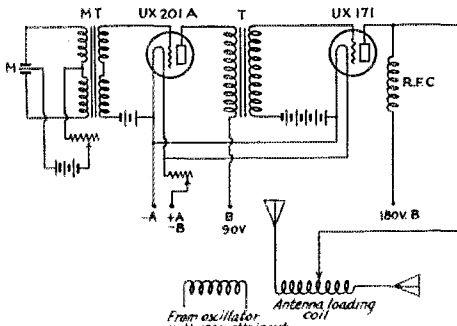 M T
UX 201 A
T
UX 171
M
R.F.C
-A
+A
-B
B
90V
180V. B
From oscillator
Antenna loading
coil